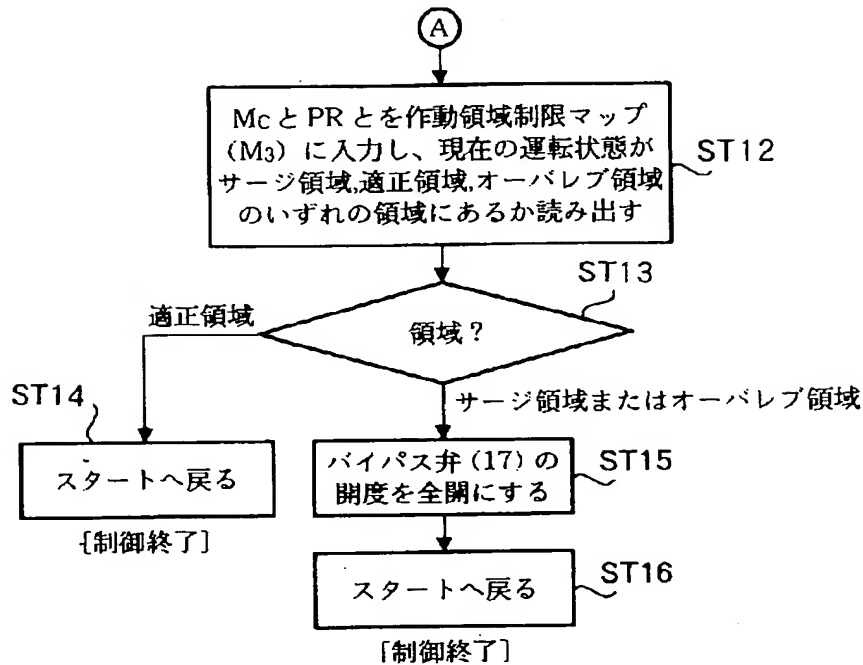 A
MCとPRとを作動領域制限マップ
(M3)に入力し、現在の運転状態が
サージ領域,適正領域,オーバレブ領域
のいずれの領域にあるか読み出す
ST12
ST13
適正領域
領域?
ST14
サージ領域またはオーバレブ領域
スタートへ戻る
バイパス弁(17)の
開度を全開にする
ST15
[制御終了]
スタートへ戻る
ST16
[制御終了]